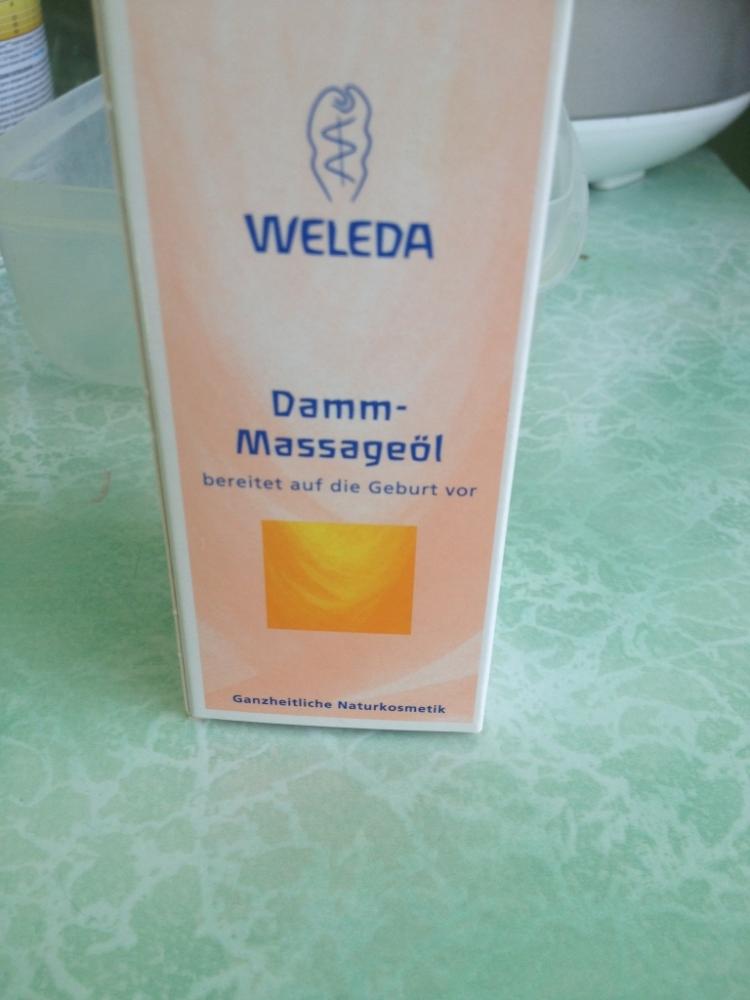 WELEDA
Damm-
Massageöl
bereitet auf die Geburt vor
Ganzheitliche Naturkosmetik